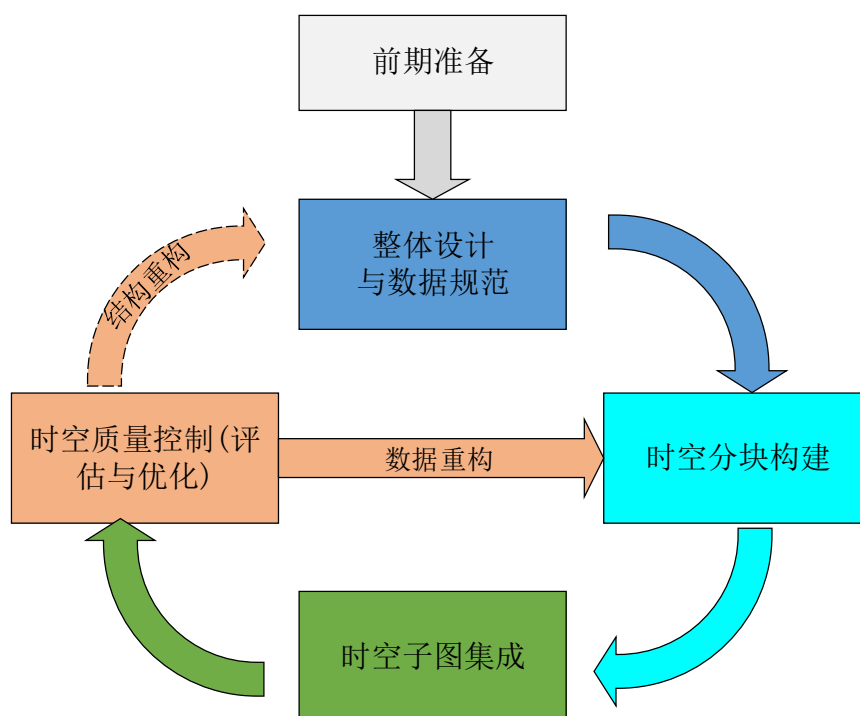 前期准备
整体设计
与数据规范
结构重构
时空质量控制(评
估与优化)
数据重构
时空分块构建
时空子图集成